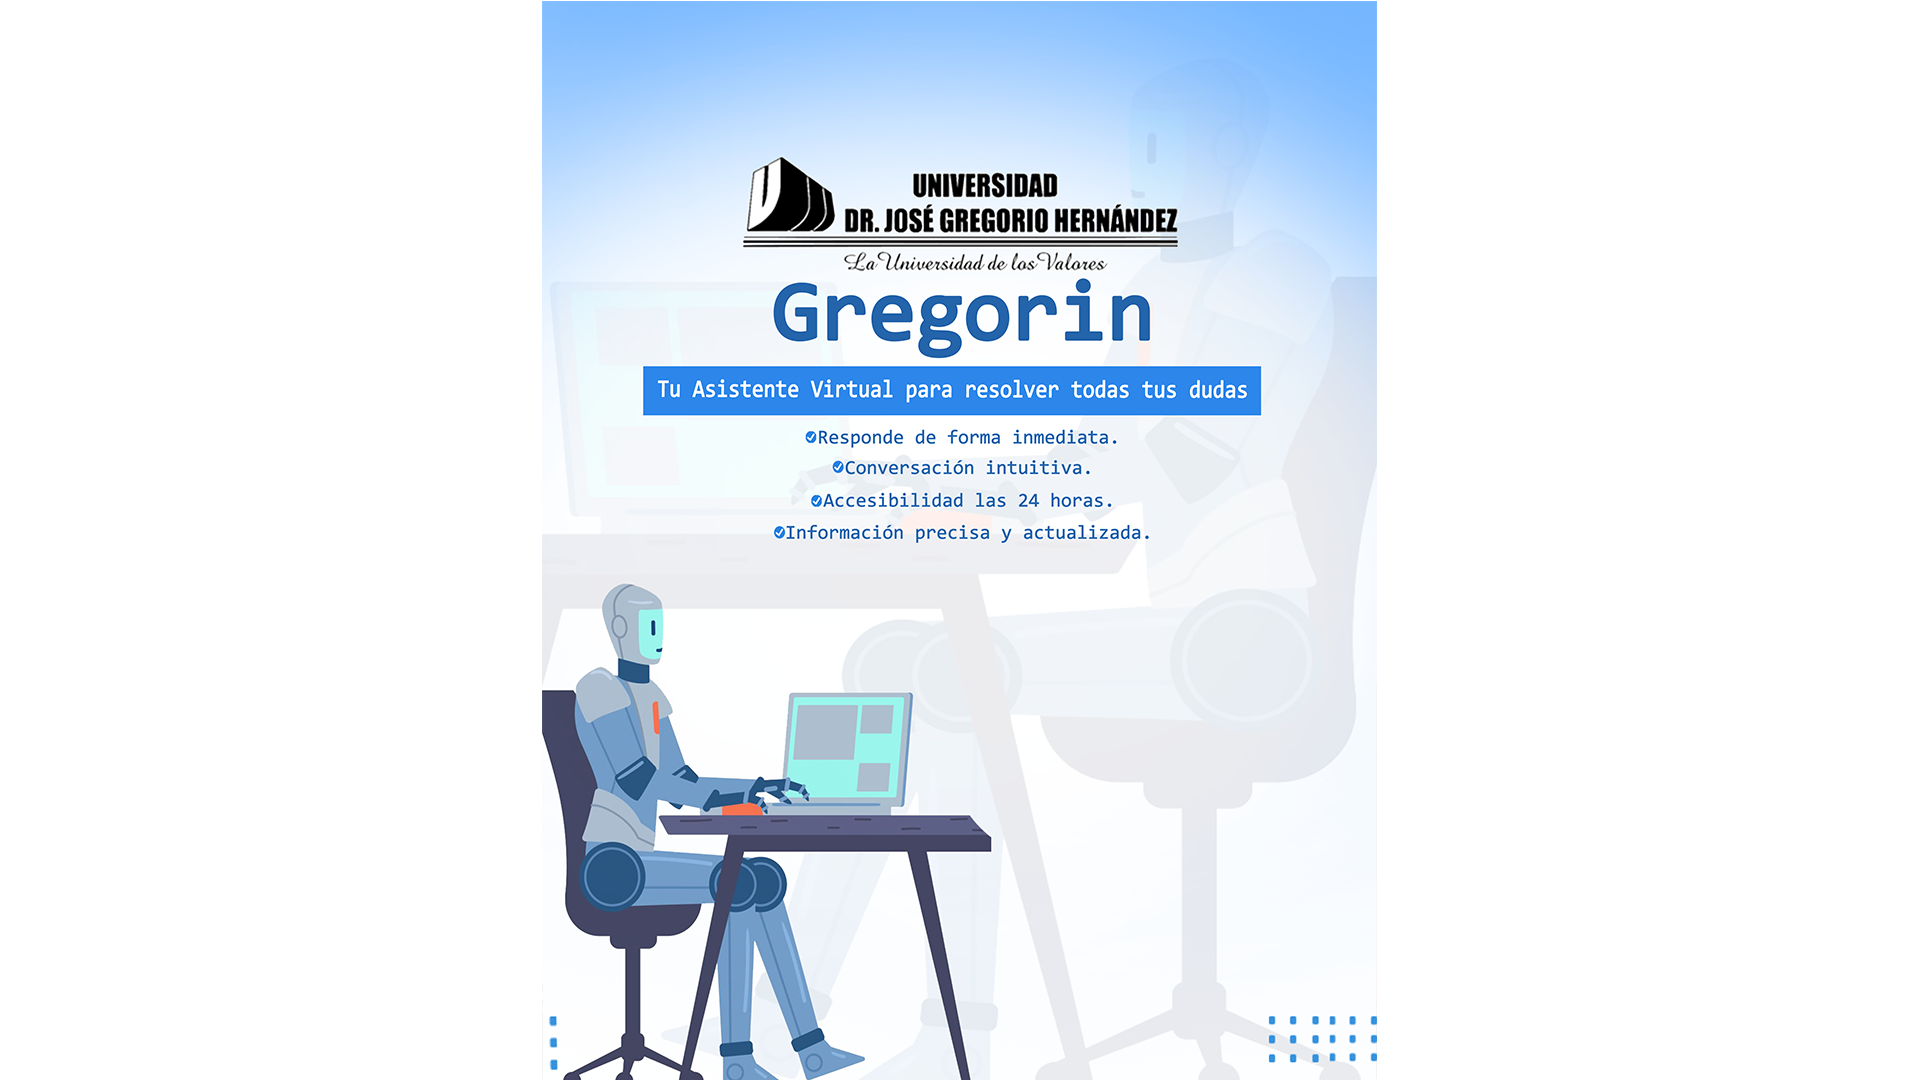 UNIVERSIDAD
DR. JOSÉ GREGORIO HERNÁNDEZ
La Universidad de los Valores
Gregorin
Tu Asistente Virtual para resolver todas tus dudas
Responde de forma inmediata.
Conversación intuitiva.
Accesibilidad las 24 horas.
Información precisa y actualizada.